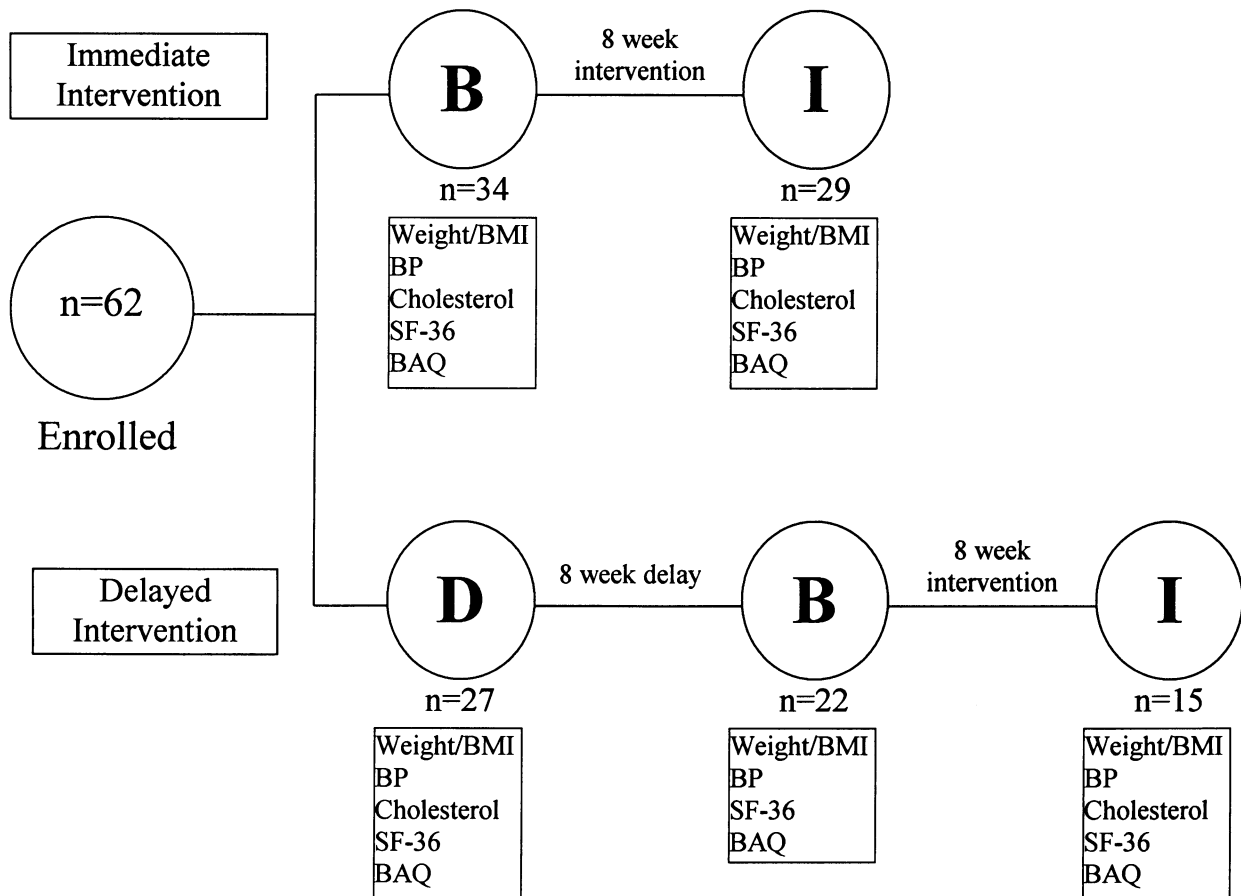 Immediate
Intervention
B
8 week
intervention
I
n=34
n=29
Weight/BMI
BP
Cholesterol
SF-36
BAQ
Weight/BMI
BP
Cholesterol
SF-36
BAQ
n=62
Enrolled
Delayed
Intervention
D
8 week delay
B
8 week
intervention
I
n=27
n=22
n=15
Weight/BMI
BP
Cholesterol
SF-36
BAQ
Weight/BMI
BP
SF-36
BAQ
Weight/BMI
BP
Cholesterol
SF-36
BAQ